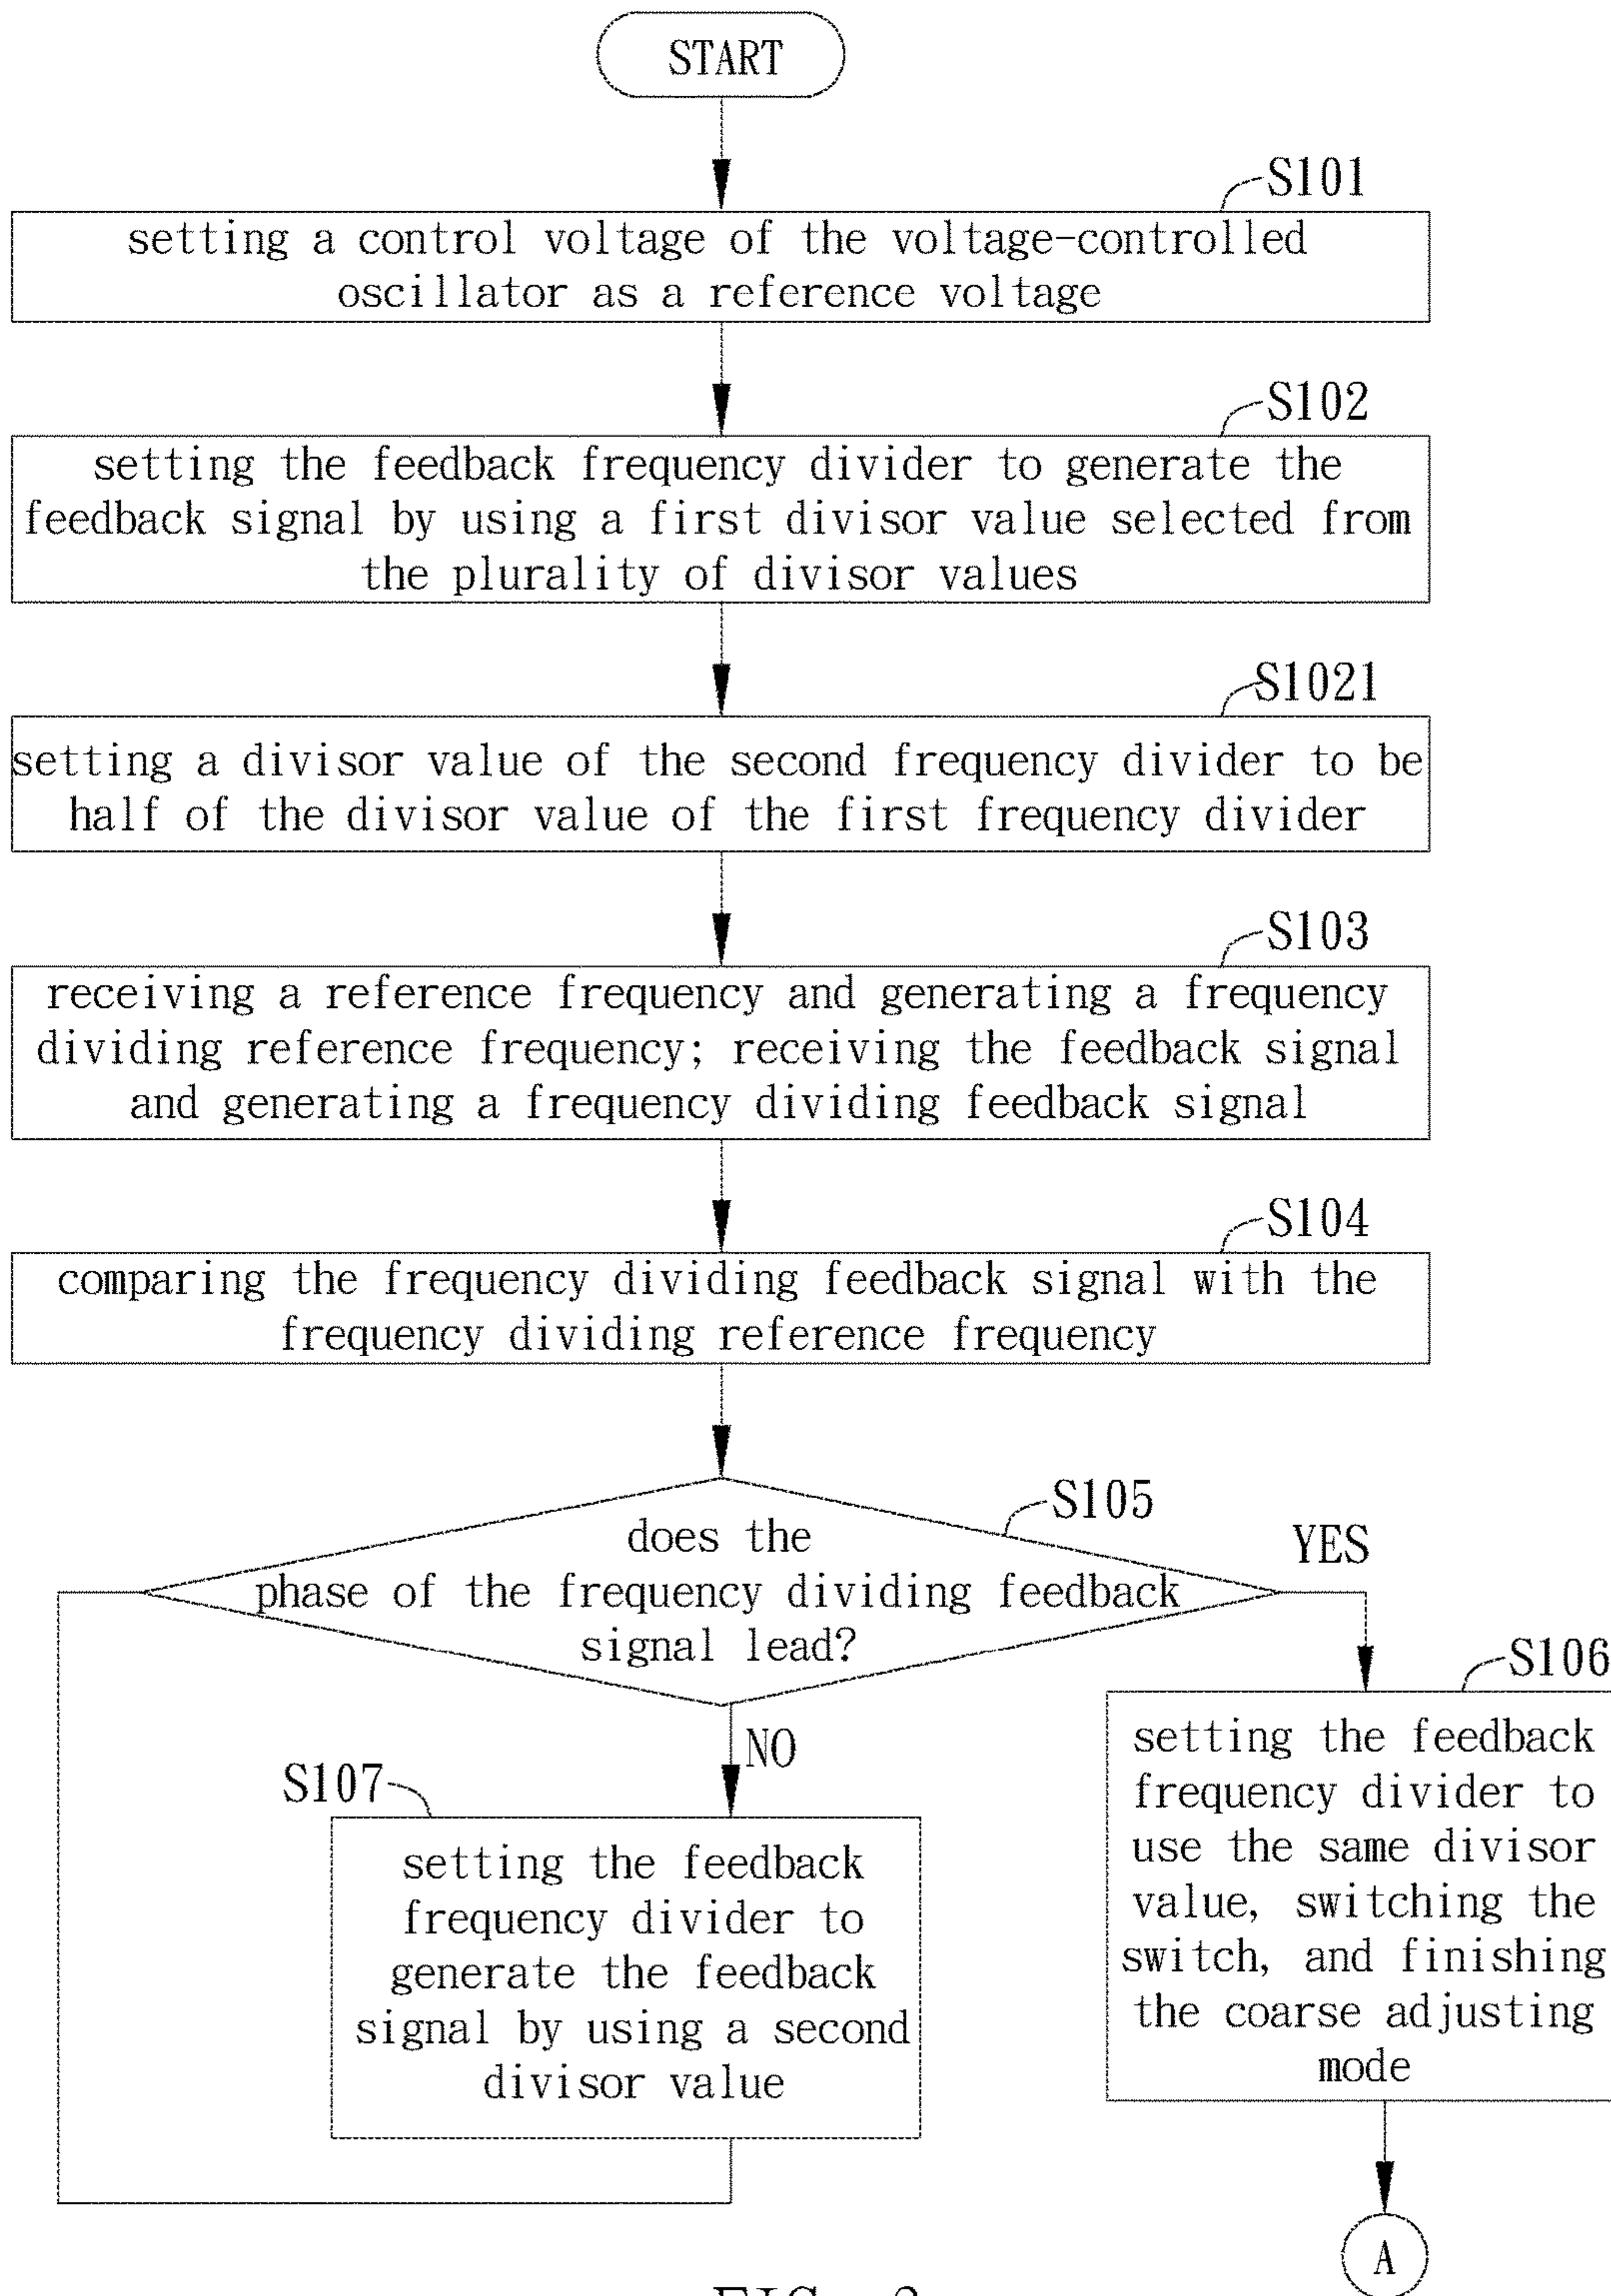 START
S101
setting a control voltage of the voltage-controlled
oscillator as a reference voltage
S102
setting the feedback frequency divider to generate the
feedback signal by using a first divisor value selected from
the plurality of divisor values
S1021
setting a divisor value of the second frequency divider to be
half of the divisor value of the first frequency divider
S103
receiving a reference frequency and generating a frequency
dividing reference frequency; receiving the feedback signal
and generating a frequency dividing feedback signal
S104
comparing the frequency dividing feedback signal with the
frequency dividing reference frequency
S105
does the
phase of the frequency dividing feedback
signal lead?
YES
S106
setting the feedback
frequency divider to
use the same divisor
value, switching the
switch, and finishing
the coarse adjusting
mode
NO
S107
setting the feedback
frequency divider to
generate the feedback
signal by using a second
divisor value
A
FIG.